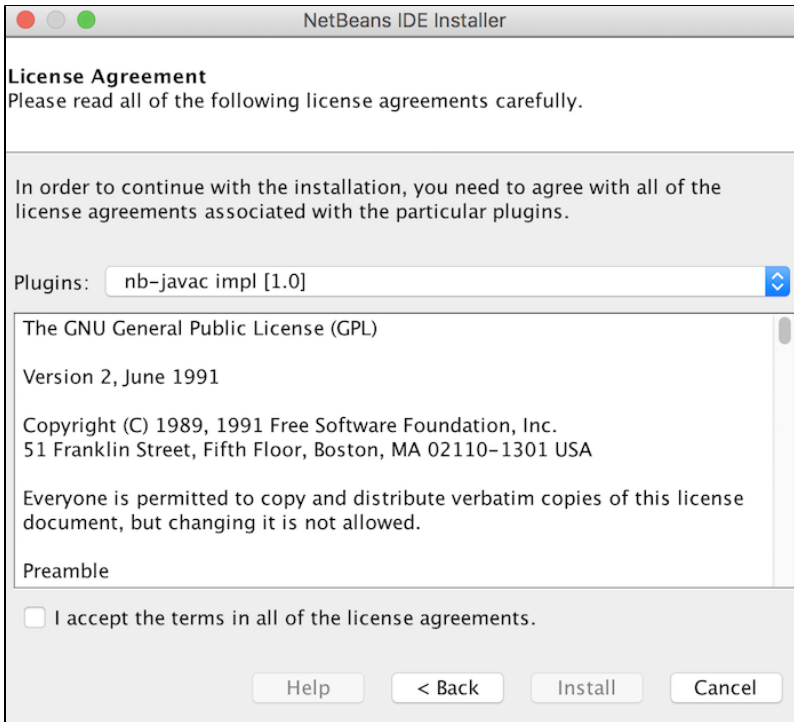 NetBeans IDE Installer
License Agreement
Please read all of the following license agreements carefully.
In order to continue with the installation, you need to agree with all of the
license agreements associated with the particular plugins.
Plugins: nb-javac impl [1.0]
The GNU General Public License (GPL)
Version 2, June 1991
Copyright (C) 1989, 1991 Free Software Foundation, Inc.
51 Franklin Street, Fifth Floor, Boston, MA 02110-1301 USA
Everyone is permitted to copy and distribute verbatim copies of this license
document, but changing it is not allowed.
Preamble
I accept the terms in all of the license agreements.
Help < Back Install Cancel